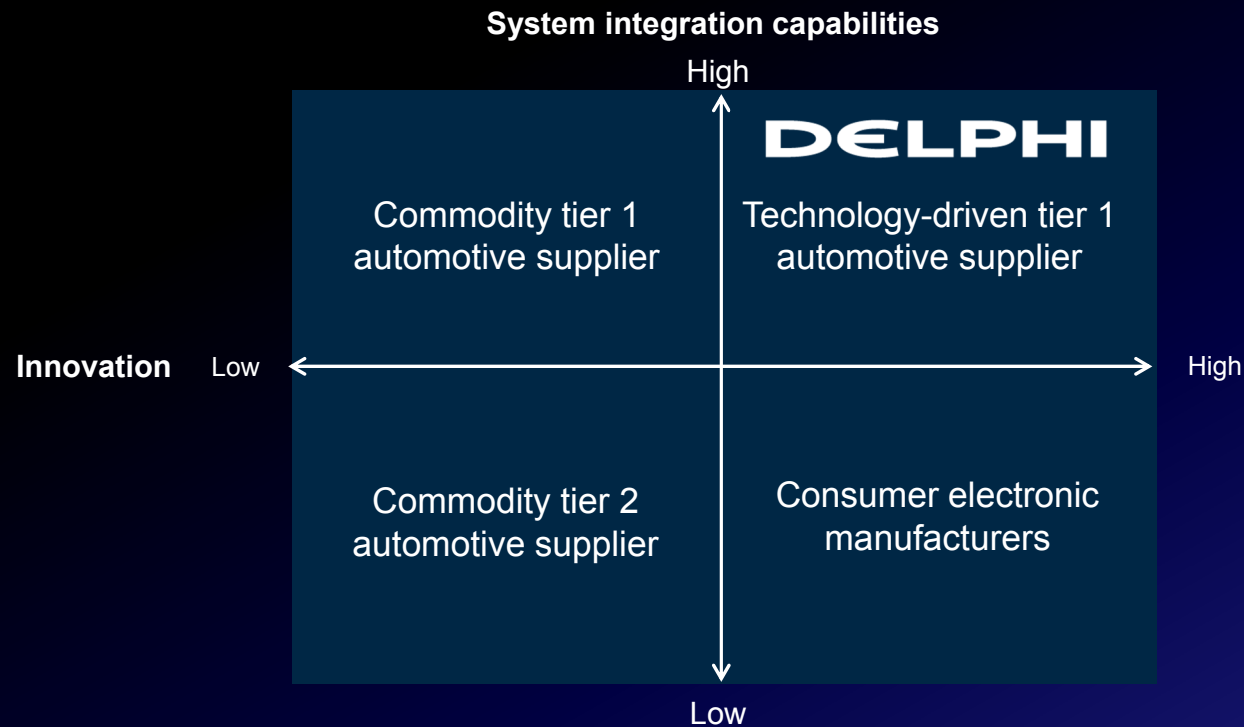 System integration capabilities
High
DELPHI
Commodity tier 1
automotive supplier
Technology-driven tier 1
automotive supplier
Innovation
Low
High
Commodity tier 2
automotive supplier
Consumer electronic
manufacturers
Low